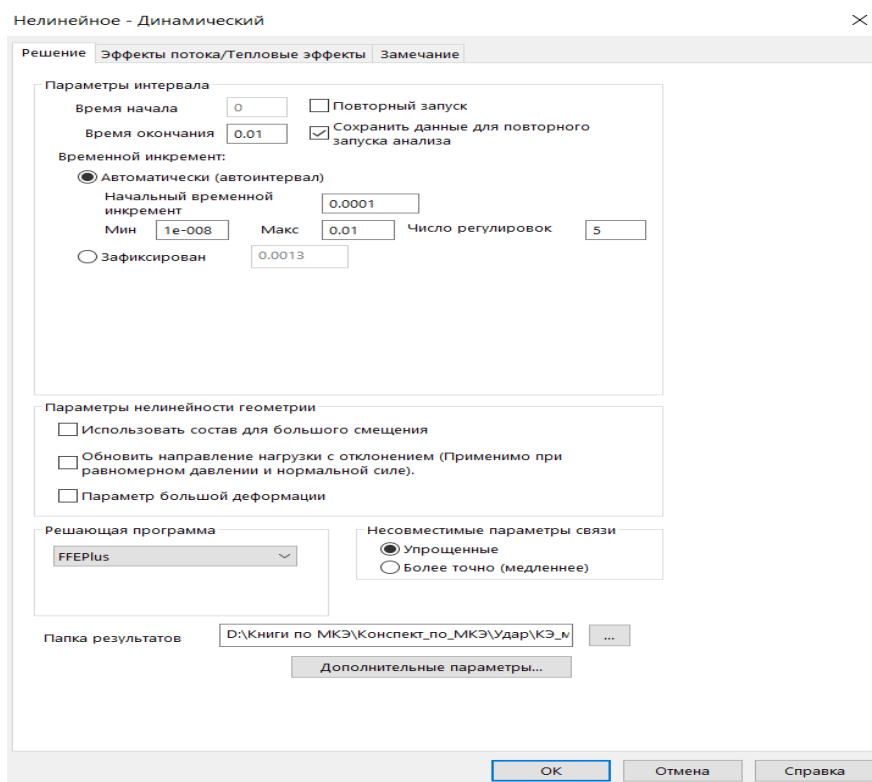 Нелинейное - Динамический
Решение Эффекты потока/Тепловые эффекты Замечание
Параметры интервала
Время начала 0 Повторный запуск
Время окончания 0.01 Сохранить данные для повторного
запуска анализа
Временной инкремент:
Автоматически (автоинтервал)
Начальный временной
инкремент 0.0001
Мин 1e-008 Макс 0.01 Число регулировок 5
Зафиксирован 0.0013
Параметры нелинейности геометрии
Использовать состав для большого смещения
Обновить направление нагрузки с отклонением (Применимо при
равномерном давлении и нормальной силе).
Параметр большой деформации
Решающая программа
FFEPlus
Несовместимые параметры связи
Упрощенные
Более точно (медленнее)
Папка результатов D:\Книги по МКЭ\Конспект_по_МКЭ\Удар\КЭ_м ...
Дополнительные параметры...
OK Отмена Справка